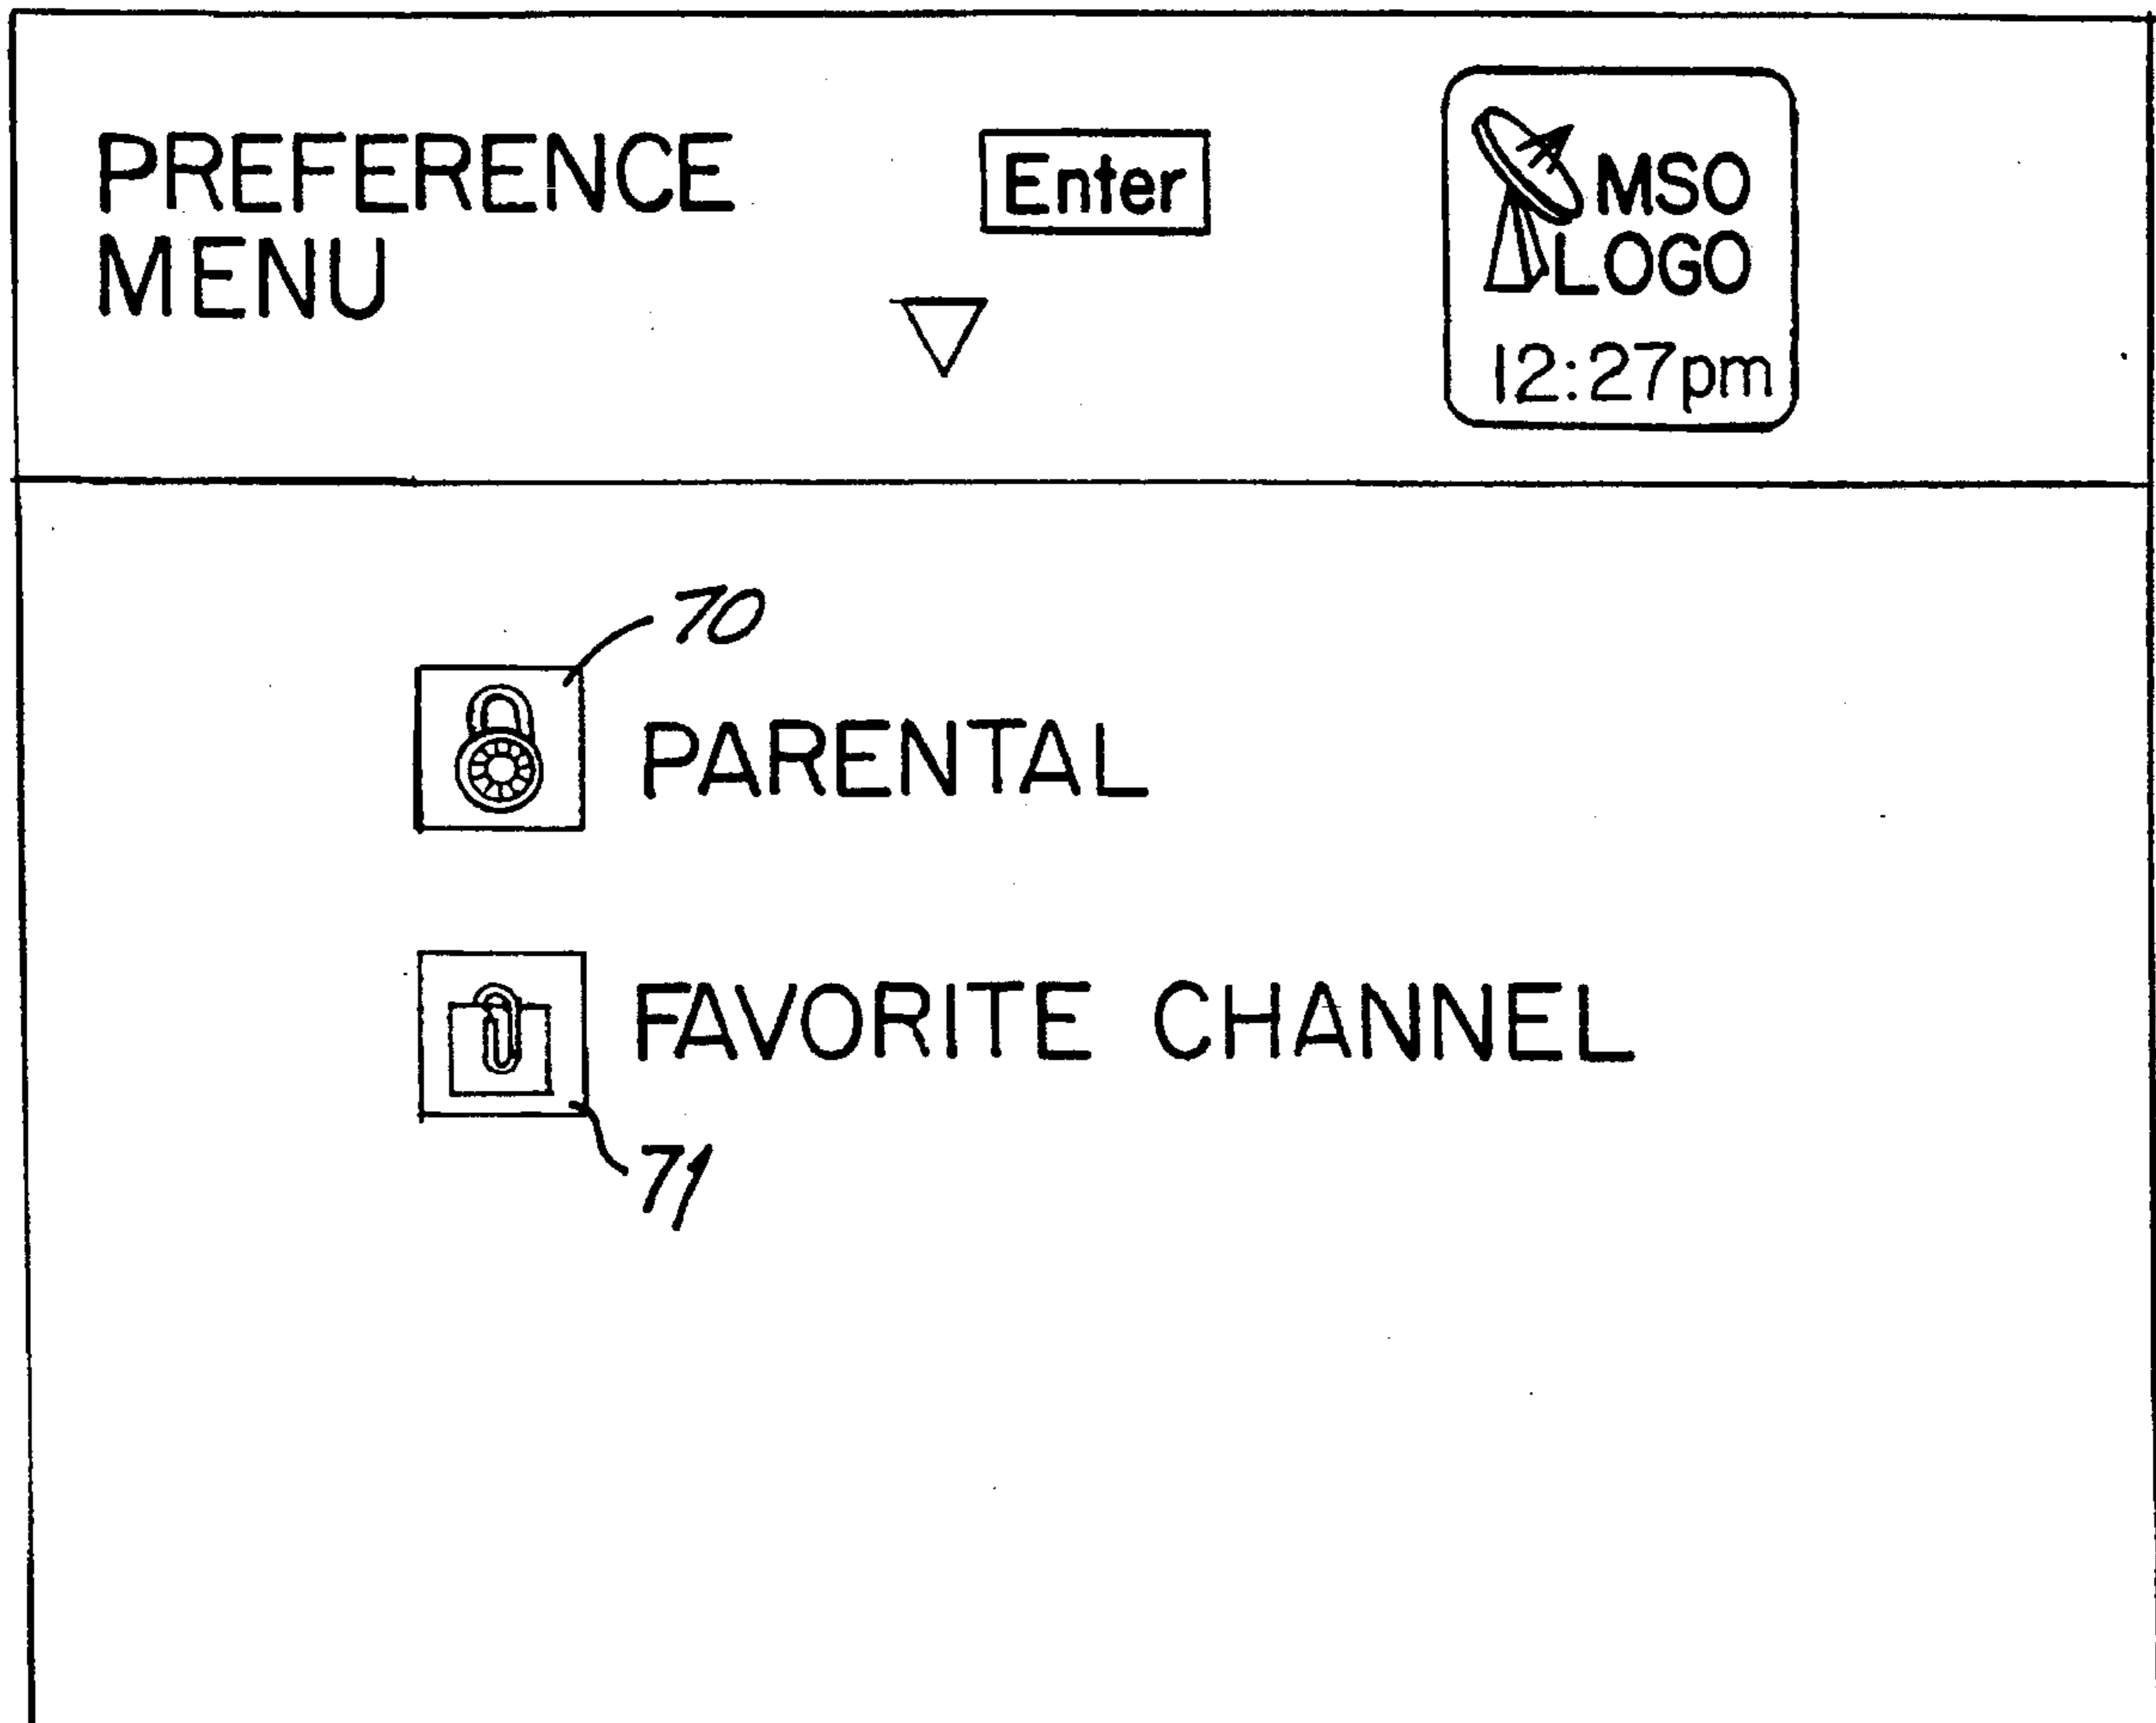 PREFERENCE
MENU
Enter
MSO
LOGO
12:27pm
70
PARENTAL
FAVORITE CHANNEL
71